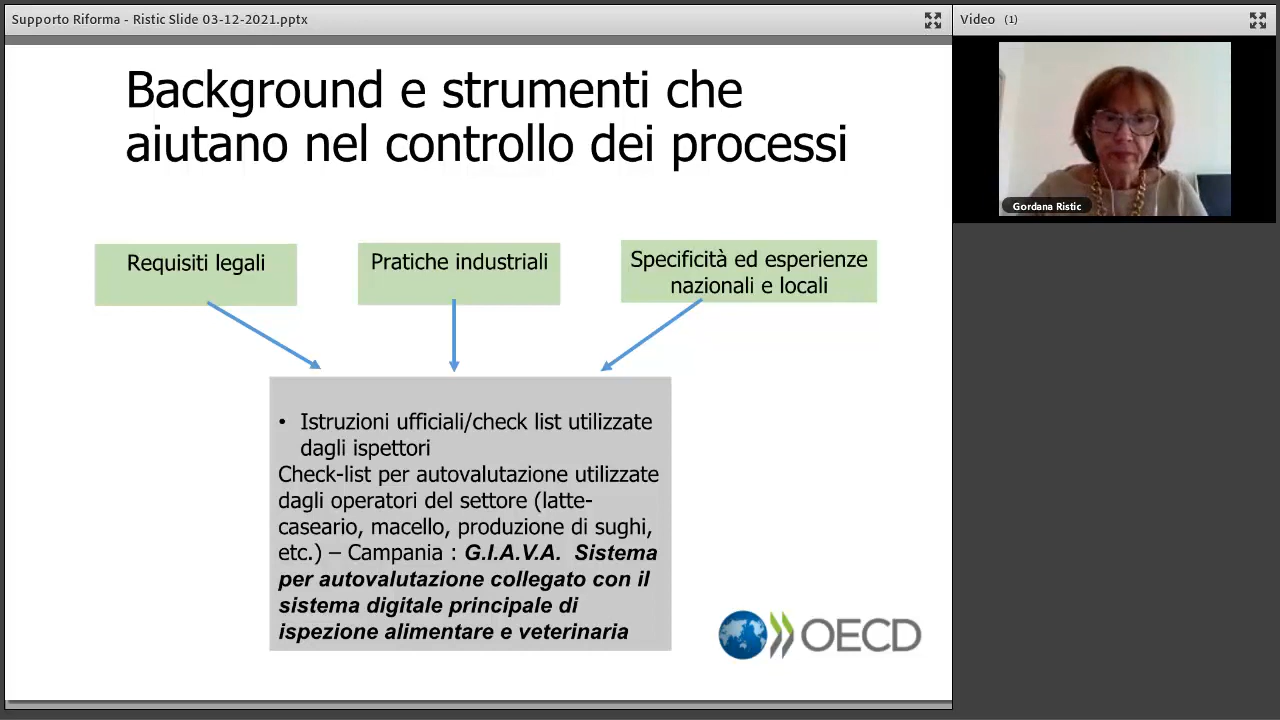 Supporto Riforma - Ristic Slide 03-12-2021.pptx
Video (1)
Background e strumenti che
aiutano nel controllo dei processi
Gordana Ristic
Requisiti legali
Pratiche industriali
Specificità ed esperienze
nazionali e locali
• Istruzioni ufficiali/check list utilizzate
dagli ispettori
Check-list per autovalutazione utilizzate
dagli operatori del settore (latte-
caseario, macello, produzione di sughi,
etc.) – Campania : G.I.A.V.A. Sistema
per autovalutazione collegato con il
sistema digitale principale di
ispezione alimentare e veterinaria
OECD